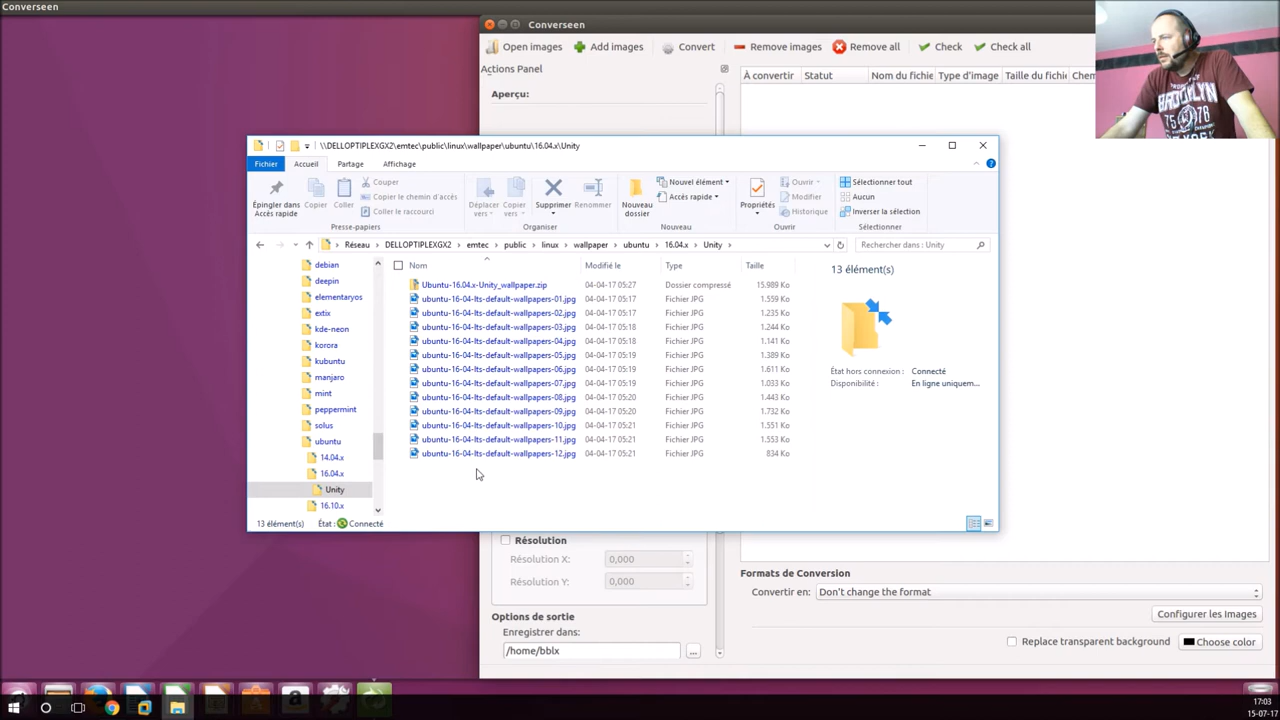 Converseen
Converseen
Open images
Add images
Convert
Remove images
Remove all
Check
Check all
Actions Panel
Aperçu:
À convertir
Statut
Nom du fichie
Type d'image
Taille du fichi
Chem
BROOKLYN
\\DELLOPTIPLEXGX2\emtec\public\linux\wallpaper\ubuntu\16.04.x\Unity
Fichier
Accueil
Partage
Affichage
Épingler dans
Accès rapide
Copier
Coller
Couper
Copier le chemin d'accès
Coller le raccourci
Presse-papiers
Déplacer
vers
Copier
vers
Supprimer
Renommer
Organiser
Nouveau
dossier
Nouvel élément
Accès rapide
Nouveau
Propriétés
Ouvrir
Modifier
Historique
Ouvrir
Sélectionner tout
Aucun
Inverser la sélection
Sélectionner
Réseau
DELLOPTIPLEXGX2
emtec
public
linux
wallpaper
ubuntu
16.04.x
Unity
Rechercher dans : Unity
debian
deepin
elementaryos
extix
kde-neon
korora
kubuntu
manjaro
mint
peppermint
solus
ubuntu
14.04.x
16.04.x
Unity
16.10.x
Nom Modifié le Type Taille
Ubuntu-16.04.x-Unity_wallpaper.zip 04-04-17 05:27 Dossier compressé 15.989 Ko
ubuntu-16-04-lts-default-wallpapers-01.jpg 04-04-17 05:17 Fichier JPG 1.559 Ko
ubuntu-16-04-lts-default-wallpapers-02.jpg 04-04-17 05:17 Fichier JPG 1.235 Ko
ubuntu-16-04-lts-default-wallpapers-03.jpg 04-04-17 05:18 Fichier JPG 1.244 Ko
ubuntu-16-04-lts-default-wallpapers-04.jpg 04-04-17 05:18 Fichier JPG 1.141 Ko
ubuntu-16-04-lts-default-wallpapers-05.jpg 04-04-17 05:19 Fichier JPG 1.389 Ko
ubuntu-16-04-lts-default-wallpapers-06.jpg 04-04-17 05:19 Fichier JPG 1.611 Ko
ubuntu-16-04-lts-default-wallpapers-07.jpg 04-04-17 05:19 Fichier JPG 1.033 Ko
ubuntu-16-04-lts-default-wallpapers-08.jpg 04-04-17 05:20 Fichier JPG 1.443 Ko
ubuntu-16-04-lts-default-wallpapers-09.jpg 04-04-17 05:20 Fichier JPG 1.732 Ko
ubuntu-16-04-lts-default-wallpapers-10.jpg 04-04-17 05:21 Fichier JPG 1.551 Ko
ubuntu-16-04-lts-default-wallpapers-11.jpg 04-04-17 05:21 Fichier JPG 1.553 Ko
ubuntu-16-04-lts-default-wallpapers-12.jpg 04-04-17 05:21 Fichier JPG 834 Ko
13 élément(s)
État hors connexion : Connecté
Disponibilité : En ligne uniquem...
13 élément(s) État : Connecté
Résolution
Résolution X: 0,000
Résolution Y: 0,000
Options de sortie
Enregistrer dans:
/home/bblx
...
Formats de Conversion
Convertir en: Don't change the format
Configurer les Images
Replace transparent background
Choose color
17:03
15-07-17